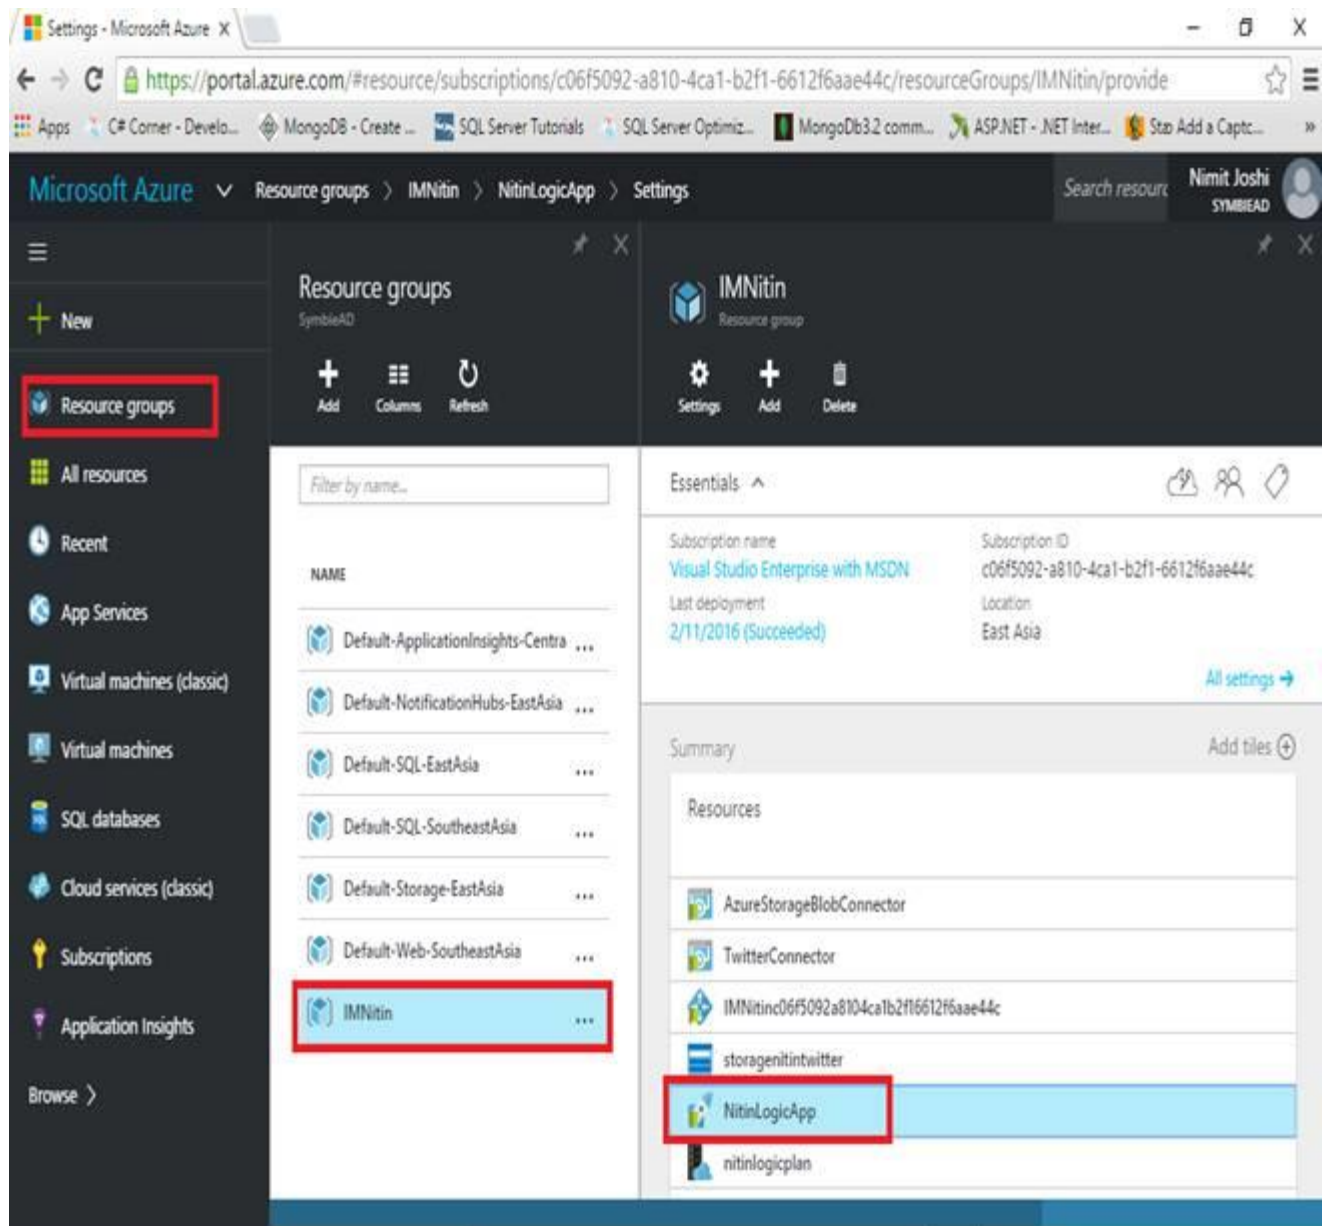 Settings - Microsoft Azure X
https://portal.azure.com/#resource/subscriptions/c06f5092-a810-4ca1-b2f1-6612f6aae44c/resourceGroups/IMNitin/provide
Apps C# Corner - Develo... MongoDB - Create ... SQL Server Tutorials SQL Server Optimiz... MongoDb3.2 comm... ASP.NET - .NET Inter... Add a Captc... »
Microsoft Azure Resource groups > IMNitin > NitinLogicApp > Settings
Search resourc
Nimit Joshi
SYMBIEAD
New
Resource groups
All resources
Recent
App Services
Virtual machines (classic)
Virtual machines
SQL databases
Cloud services (classic)
Subscriptions
Application Insights
Browse >
Resource groups
SymbieAD
Add Columns Refresh
Filter by name...
NAME
Default-ApplicationInsights-Centra ...
Default-NotificationHubs-EastAsia ...
Default-SQL-EastAsia ...
Default-SQL-SoutheastAsia ...
Default-Storage-EastAsia ...
Default-Web-SoutheastAsia ...
IMNitin ...
IMNitin
Resource group
Settings Add Delete
Essentials
Subscription name
Visual Studio Enterprise with MSDN
Last deployment
2/11/2016 (Succeeded)
Subscription ID
c06f5092-a810-4ca1-b2f1-6612f6aae44c
Location
East Asia
All settings
Summary
Add tiles
Resources
AzureStorageBlobConnector
TwitterConnector
IMNitinc06f5092a8104ca1b2f16612f6aae44c
storagenitintwitter
NitinLogicApp
nitinlogicplan